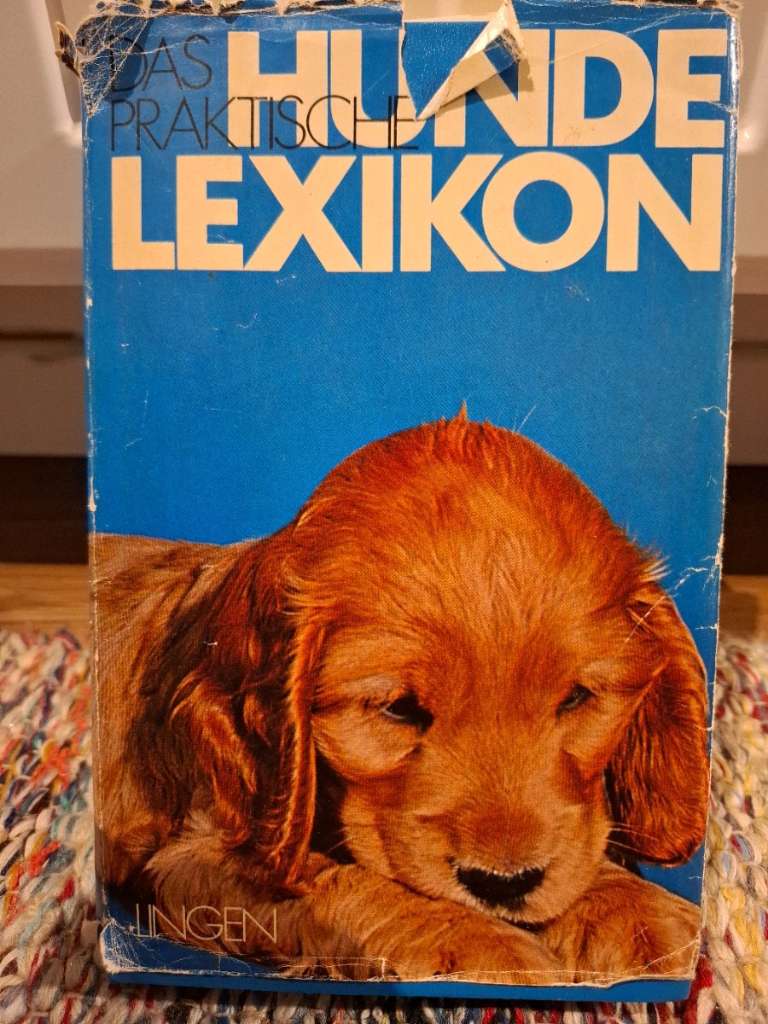 DAS HUNDE
PRAKTISCHE
LEXIKON
LINGEN